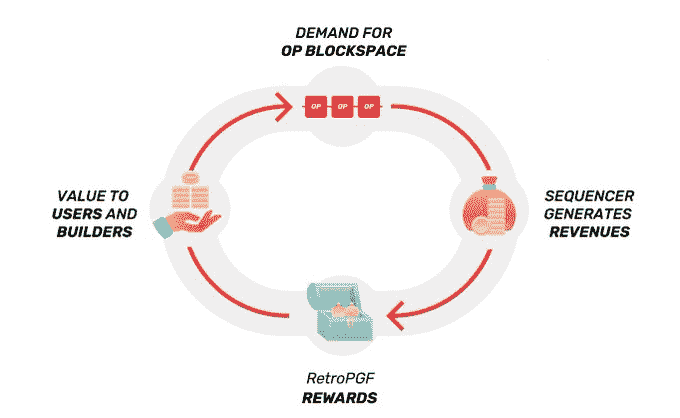 DEMAND FOR
OP BLOCKSPACE
OP OP OP
VALUE TO
USERS AND
BUILDERS
SEQUENCER
GENERATES
REVENUES
RetroPGF
REWARDS